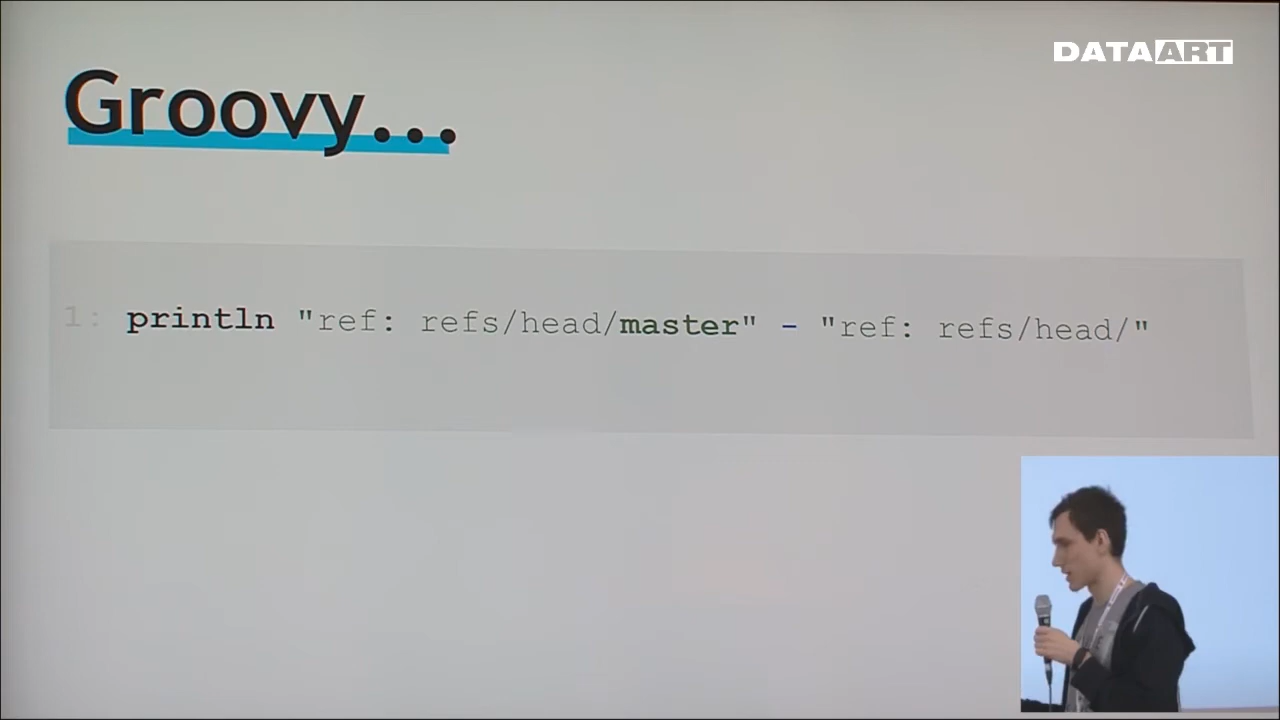 DATAART
Groovy...
1: println "ref: refs/head/master" - "ref: refs/head/"